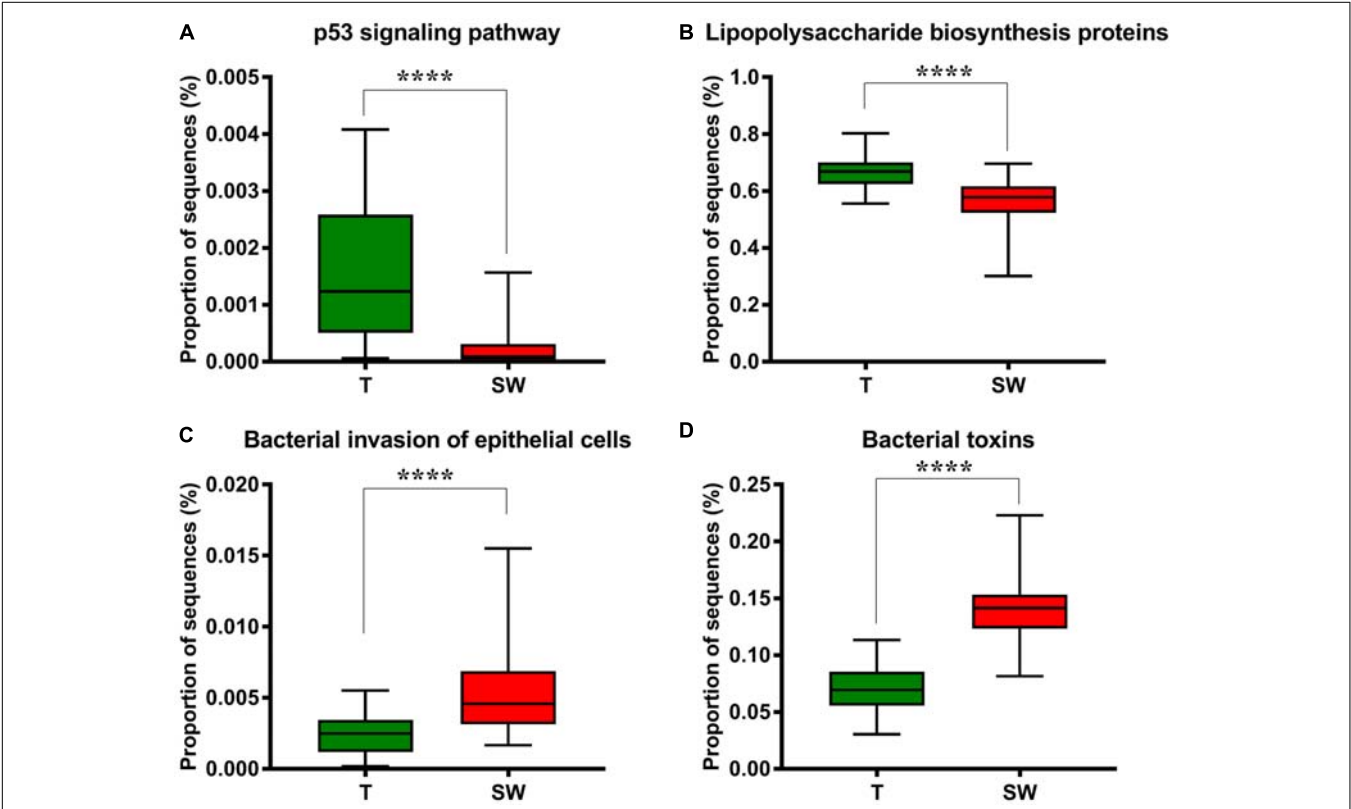 A p53 signaling pathway
****
Proportion of sequences (%)
0.005
0.004
0.003
0.002
0.001
0.000
T SW
B Lipopolysaccharide biosynthesis proteins
****
Proportion of sequences (%)
1.0
0.8
0.6
0.4
0.2
0.0
T SW
C Bacterial invasion of epithelial cells
****
Proportion of sequences (%)
0.020
0.015
0.010
0.005
0.000
T SW
D Bacterial toxins
****
Proportion of sequences (%)
0.25
0.20
0.15
0.10
0.05
0.00
T SW